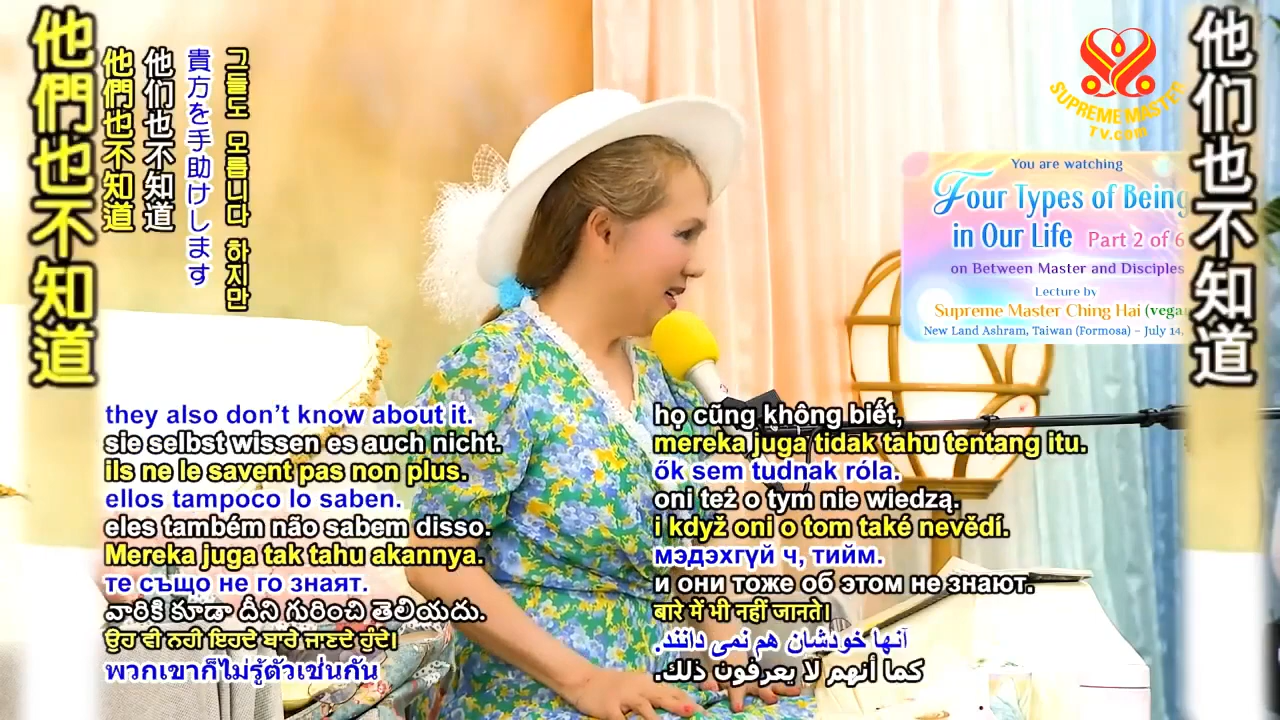 他們也不知道
他們也不知道
他们也不知道
貴方を手助けします
그들도 모릅니다 하지만
SUPREME MASTER
TV.com
You are watching
Four Types of Being
in Our Life Part 2 of 6
on Between Master and Disciples
Lecture by
Supreme Master Ching Hai (vegan
New Land Ashram, Taiwan (Formosa) – July 14,
他们也不知道
they also don’t know about it.
sie selbst wissen es auch nicht.
ils ne le savent pas non plus.
ellos tampoco lo saben.
eles também não sabem disso.
Mereka juga tak tahu akannya.
те също не го знаят.
వారికి కూడా దీని గురించి తెలియదు.
ਉਹ ਵੀ ਨਹੀ ਇਹਦੇ ਬਾਰੇ ਜਾਣਦੇ ਹੁੰਦੇ।
พวกเขาก็ไม่รู้ตัวเช่นกัน
họ cũng không biết,
mereka juga tidak tahu tentang itu.
ők sem tudnak róla.
oni też o tym nie wiedzą.
i když oni o tom také nevědí.
мэдэхгүй ч, тийм.
и они тоже об этом не знают.
बारे में भी नहीं जानते।
آنها خودشان هم نمی دانند.
كما أنهم لا يعرفون ذلك.